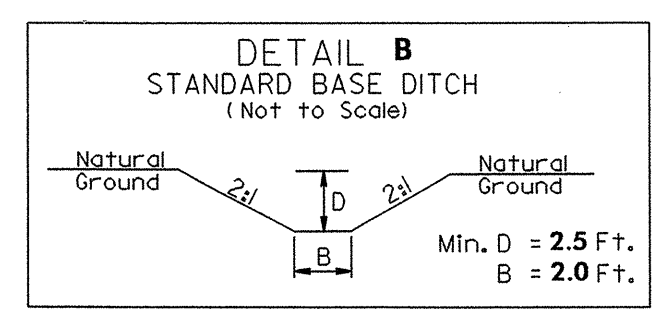 DETAIL B
STANDARD BASE DITCH
(Not to Scale)
Natural
Ground
2:1
D
2:1
Natural
Ground
B
Min. D = 2.5 Ft.
B = 2.0 Ft.